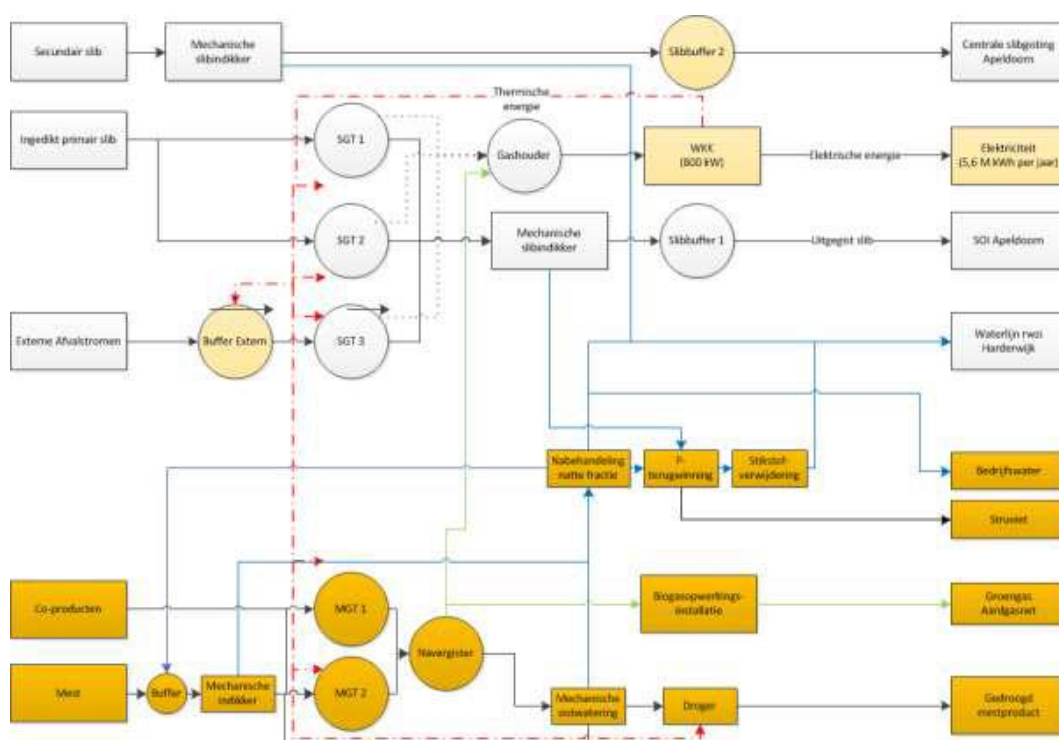 Secundair slib
Mechanische
slibindikker
Slibbuffer 2
Centrale slibgisting
Apeldoorn
Thermische
energie
Ingedikt primair slib
SGT 1
Gashouder
WKK
(800 kW)
Elektrische energie
Elektriciteit
(5,6 M kWh per jaar)
SGT 2
Mechanische
slibindikker
Slibbuffer 1
Uitgegist slib
SOI Apeldoorn
Externe Afvalstromen
Buffer Extern
SGT 3
Waterlijn rwzi
Harderwijk
Nabehandeling
natte fractie
P-
terugwinning
Stikstof-
verwijdering
Bedrijfswater
Struviet
Co-producten
MGT 1
Biogasopwerkings-
installatie
Groengas
Aardgasnet
Navergister
Mest
Buffer
Mechanische
indikker
MGT 2
Mechanische
ontwatering
Droger
Gedroogd
mestproduct